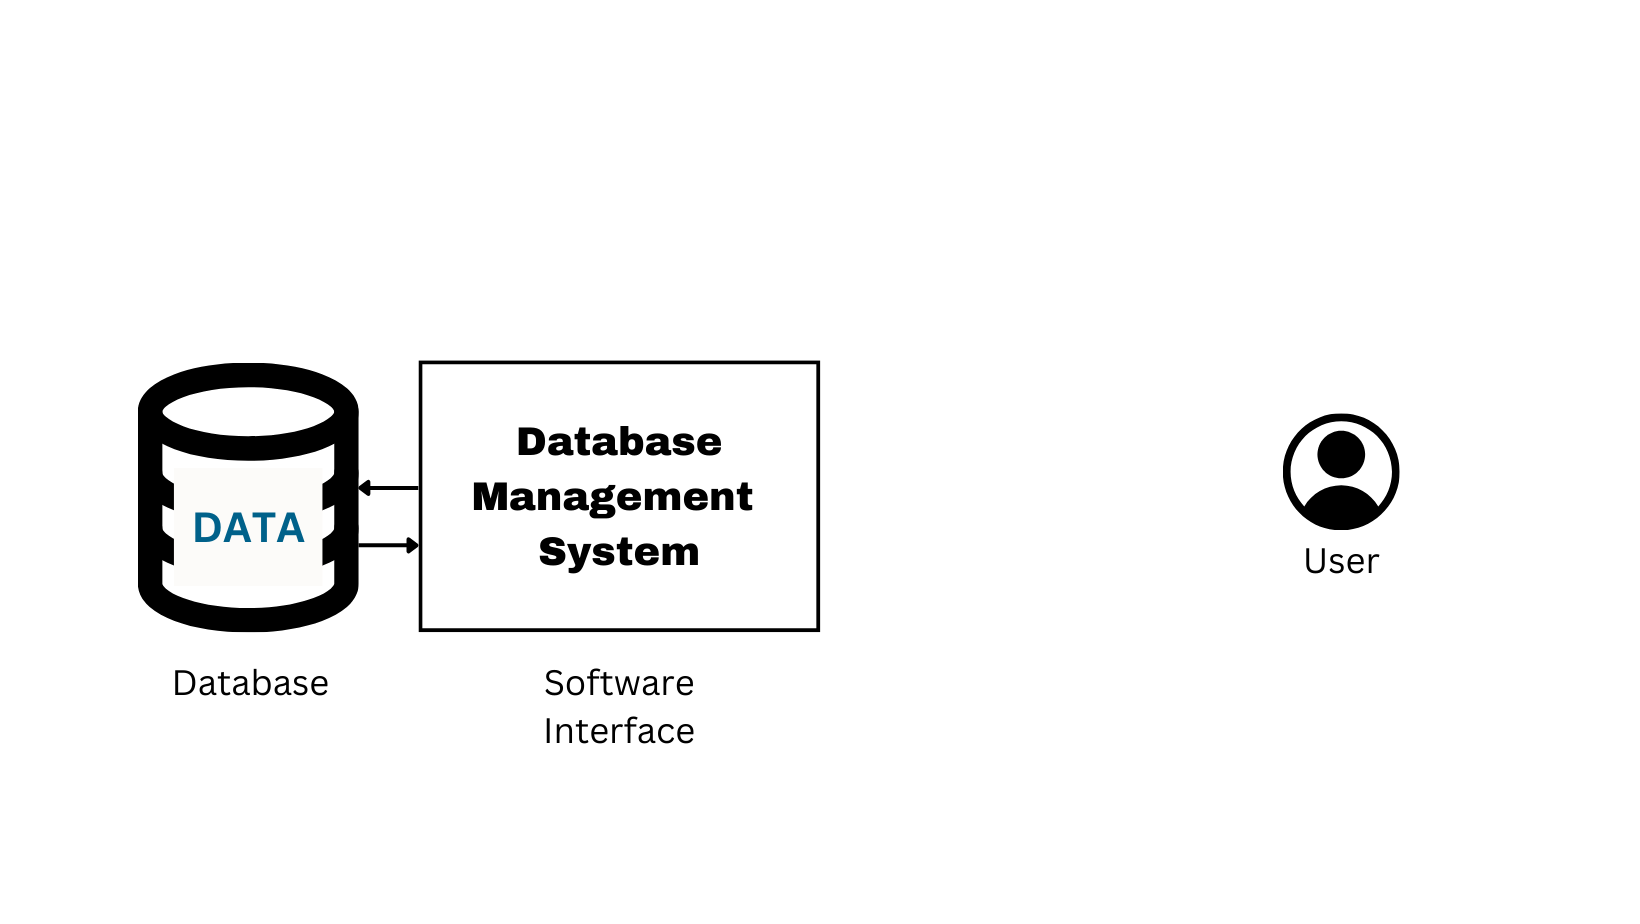 DATA
Database
Management
System
User
Database
Software
Interface